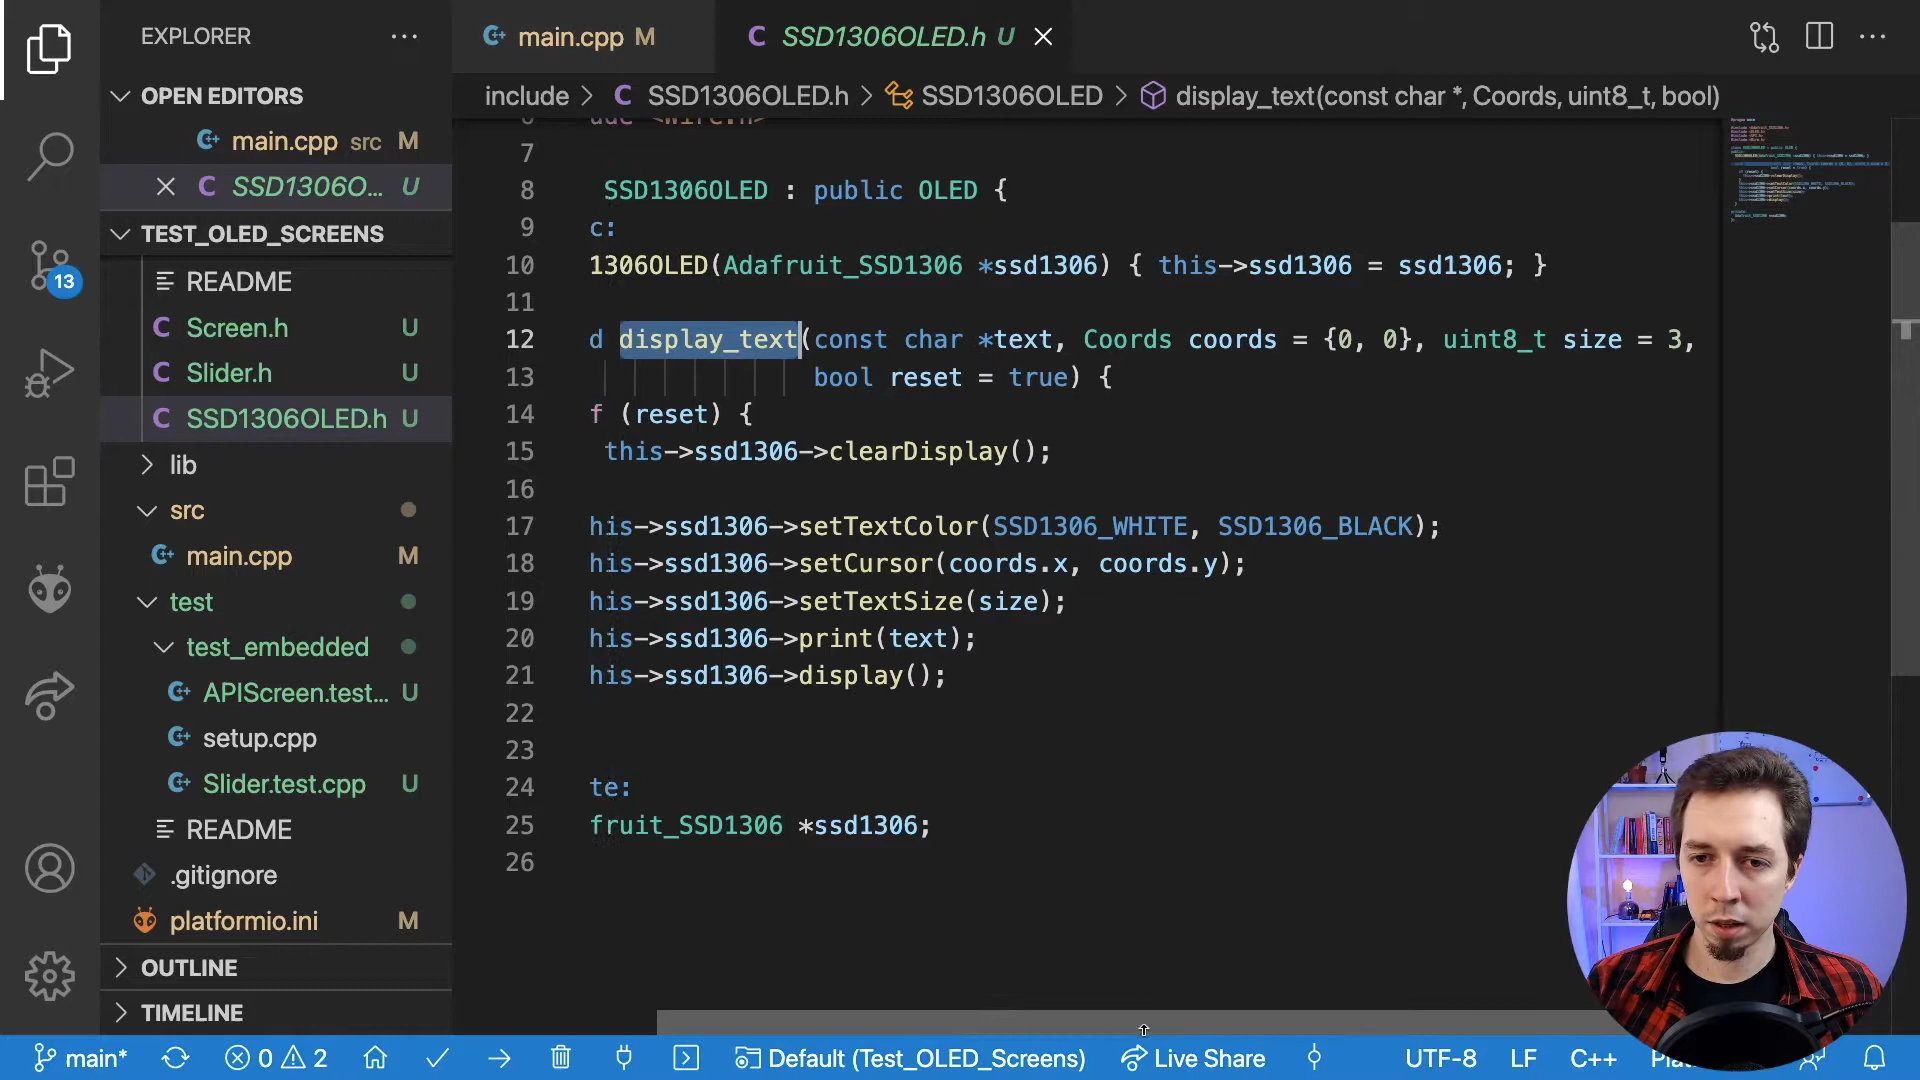 EXPLORER
OPEN EDITORS
main.cpp src M
SSD1306O... U
TEST_OLED_SCREENS
README
Screen.h U
Slider.h U
SSD1306OLED.h U
lib
src
main.cpp M
test
test_embedded
APIScreen.test... U
setup.cpp
Slider.test.cpp U
README
.gitignore
platformio.ini M
OUTLINE
TIMELINE
13
main.cpp M
SSD1306OLED.h U
include > SSD1306OLED.h > SSD1306OLED > display_text(const char *, Coords, uint8_t, bool)
7
8 SSD1306OLED : public OLED {
9 c:
10 1306OLED(Adafruit_SSD1306 *ssd1306) { this->ssd1306 = ssd1306; }
11
12 d display_text(const char *text, Coords coords = {0, 0}, uint8_t size = 3,
13 bool reset = true) {
14 f (reset) {
15 this->ssd1306->clearDisplay();
16
17 his->ssd1306->setTextColor(SSD1306_WHITE, SSD1306_BLACK);
18 his->ssd1306->setCursor(coords.x, coords.y);
19 his->ssd1306->setTextSize(size);
20 his->ssd1306->print(text);
21 his->ssd1306->display();
22
23
24 te:
25 fruit_SSD1306 *ssd1306;
26
main* 0 2 Default (Test_OLED_Screens) Live Share UTF-8 LF C++